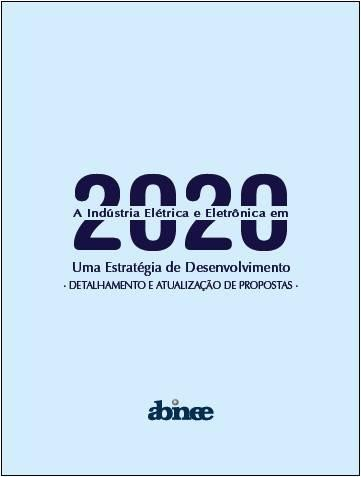 2020
A Indústria Elétrica e Eletrônica em
Uma Estratégia de Desenvolvimento
· DETALHAMENTO E ATUALIZAÇÃO DE PROPOSTAS ·
abinee